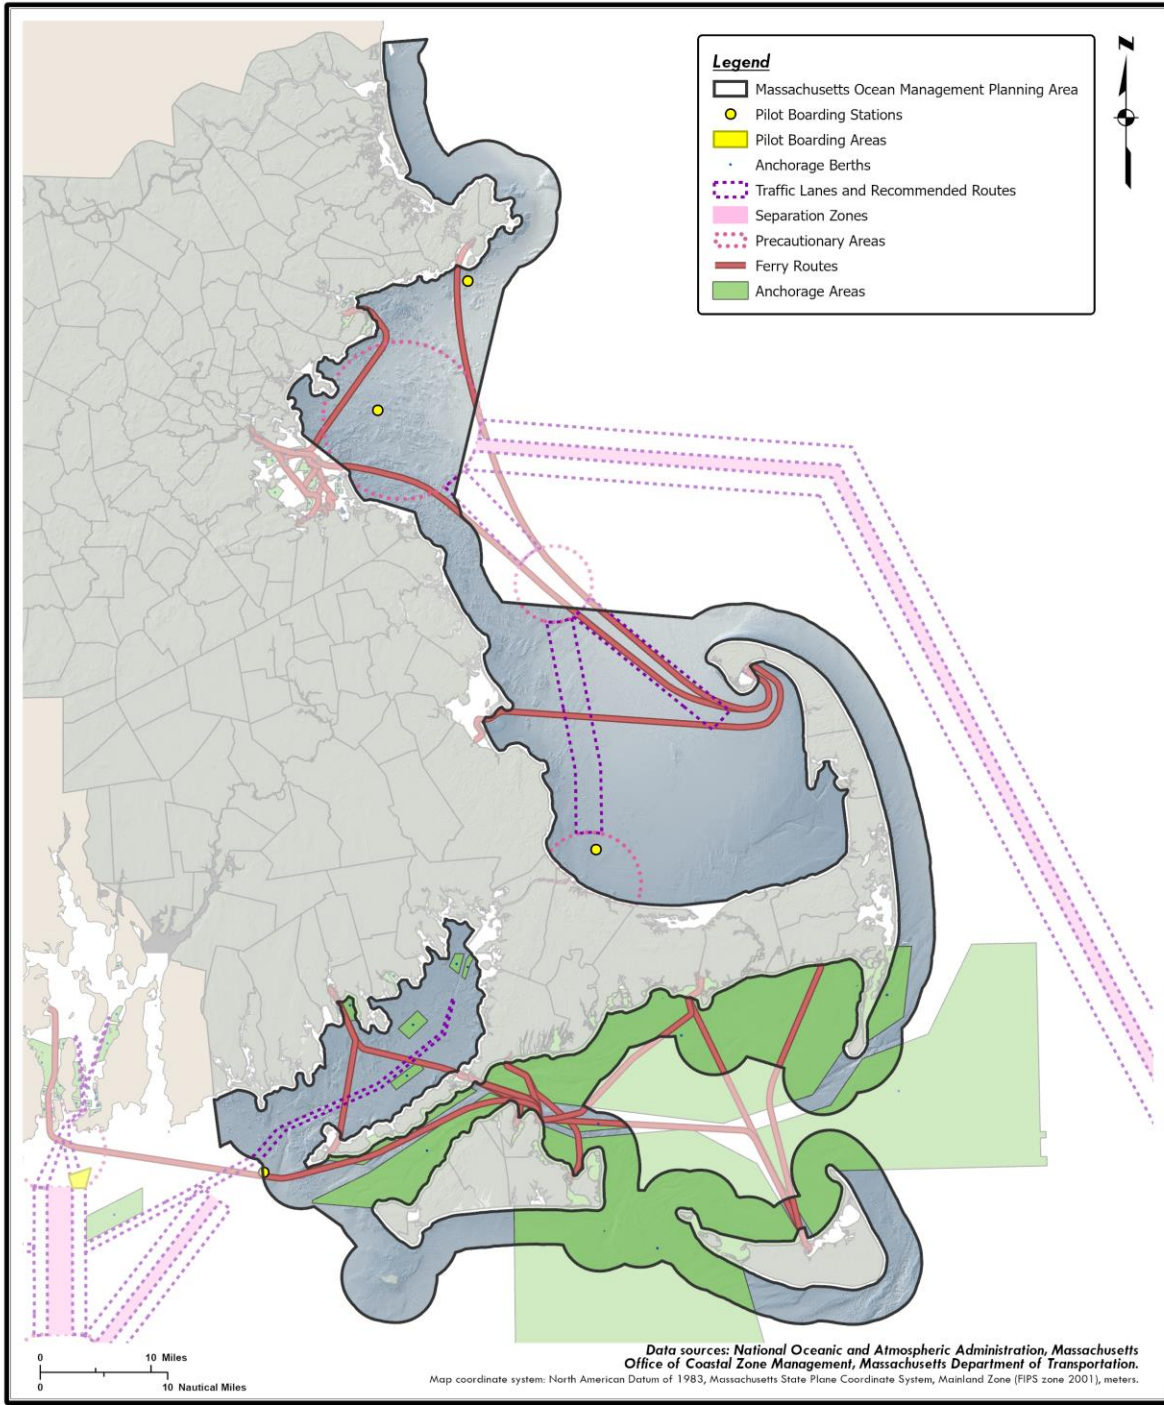 Legend
Massachusetts Ocean Management Planning Area
Pilot Boarding Stations
Pilot Boarding Areas
Anchorage Berths
Traffic Lanes and Recommended Routes
Separation Zones
Precautionary Areas
Ferry Routes
Anchorage Areas
N
0 10 Miles
0 10 Nautical Miles
Data sources: National Oceanic and Atmospheric Administration, Massachusetts
Office of Coastal Zone Management, Massachusetts Department of Transportation.
Map coordinate system: North American Datum of 1983, Massachusetts State Plane Coordinate System, Mainland Zone (FIPS zone 2001), meters.